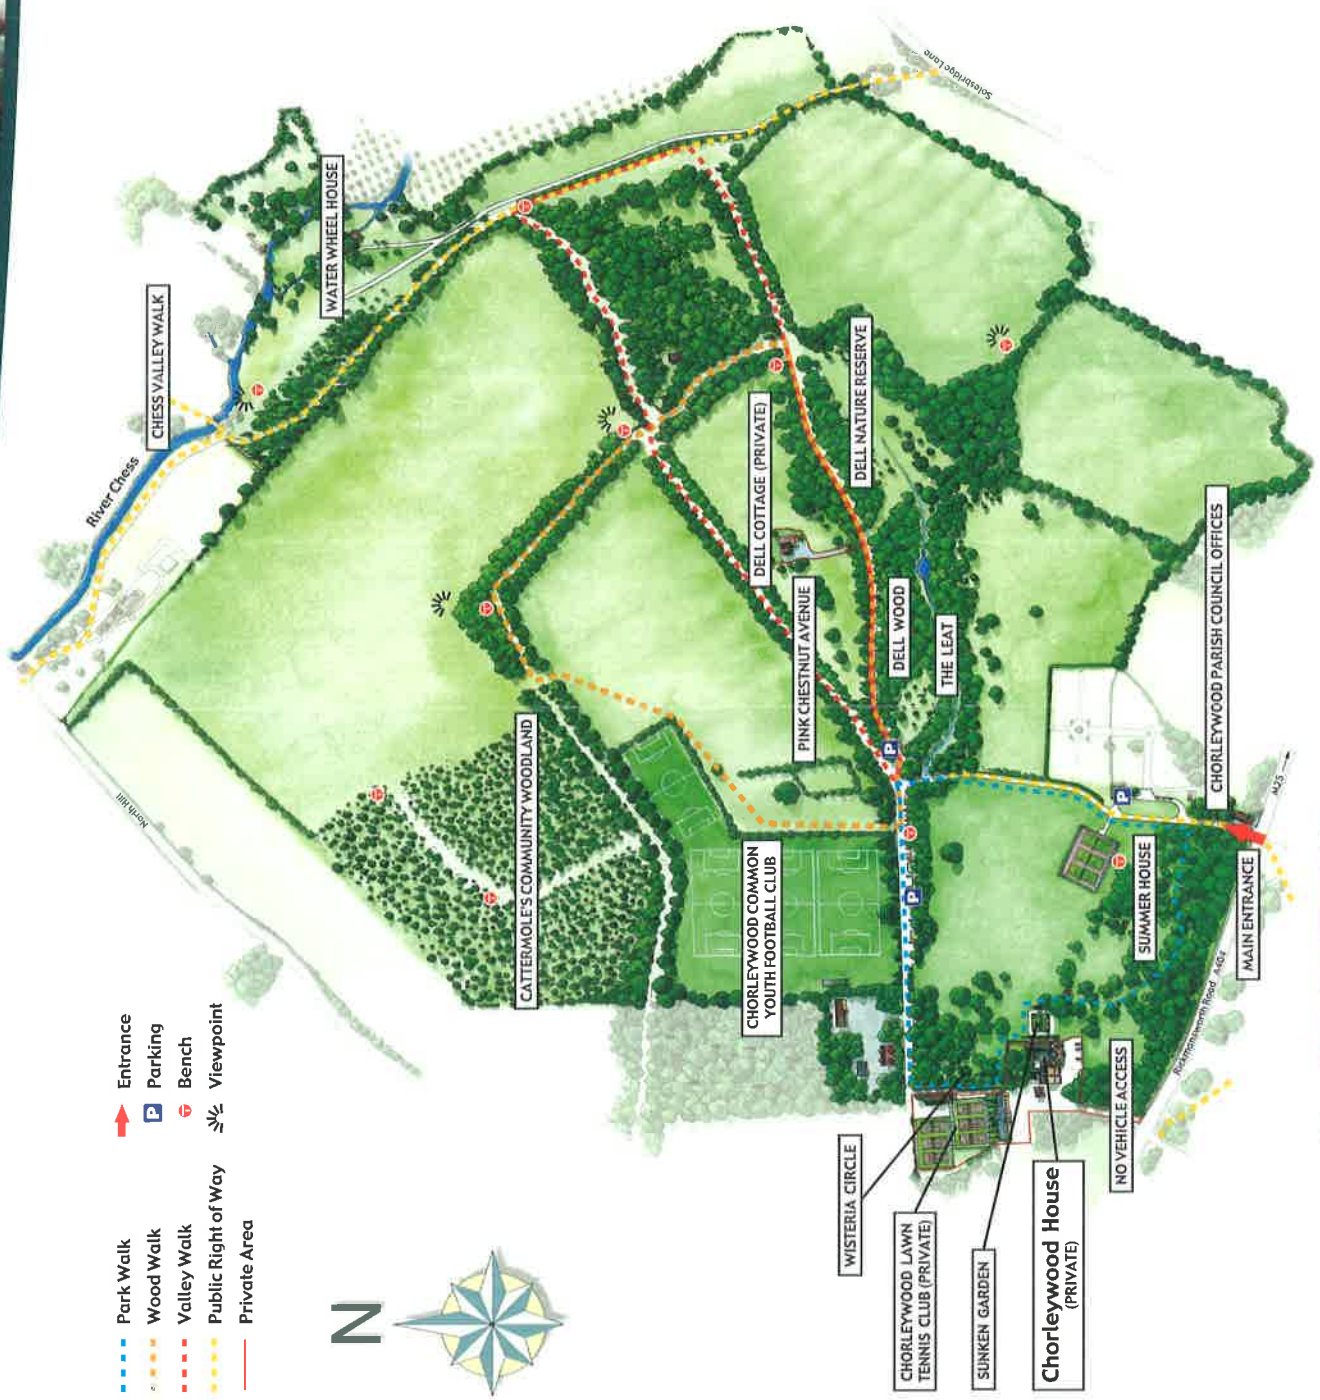 Park Walk
Wood Walk
Valley Walk
Public Right of Way
Private Area
Entrance
P Parking
Bench
Viewpoint
N
River Chess
CHESS VALLEY WALK
WATER WHEEL HOUSE
Solesbridge Lane
North Hill
CATTERMOLE'S COMMUNITY WOODLAND
DELL COTTAGE (PRIVATE)
DELL NATURE RESERVE
PINK CHESTNUT AVENUE
DELL WOOD
THE LEAT
CHORLEYWOOD COMMON
YOUTH FOOTBALL CLUB
P
P
P
CHORLEYWOOD PARISH COUNCIL OFFICES
M25
SUMMER HOUSE
MAIN ENTRANCE
Rickmansworth Road A404
NO VEHICLE ACCESS
WISTERIA CIRCLE
CHORLEYWOOD LAWN
TENNIS CLUB (PRIVATE)
SUNKEN GARDEN
Chorleywood House
(PRIVATE)